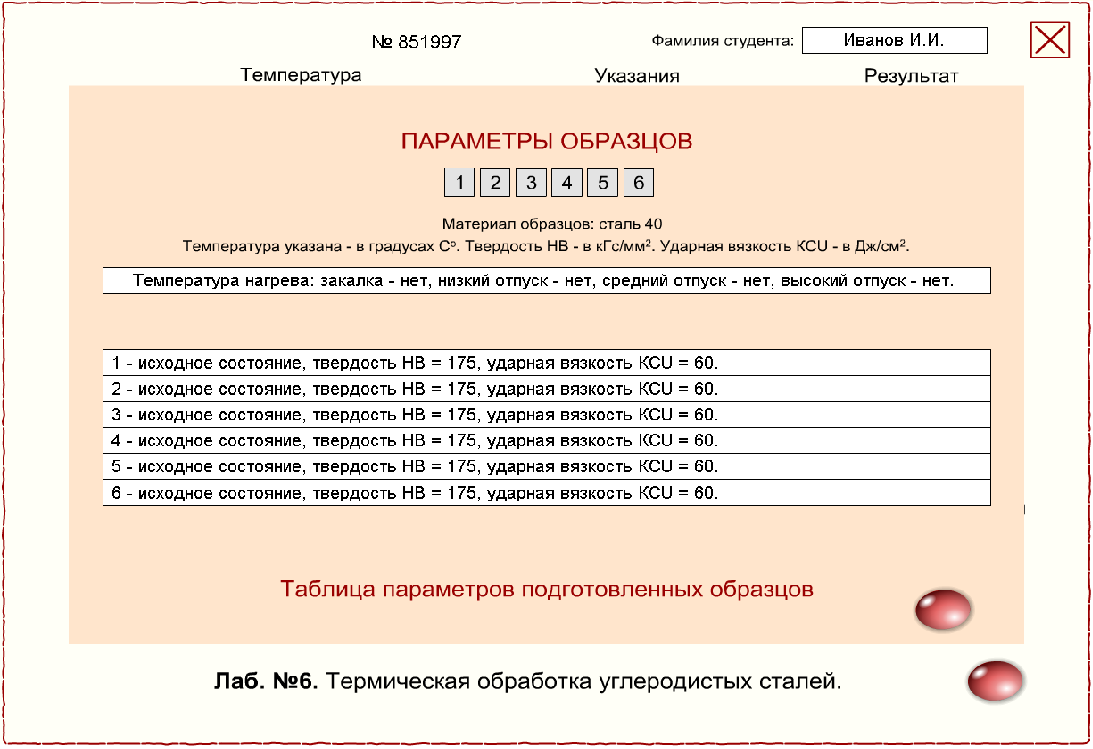 № 851997
Фамилия студента: Иванов И.И.
Температура Указания Результат
ПАРАМЕТРЫ ОБРАЗЦОВ
1 2 3 4 5 6
Материал образцов: сталь 40
Температура указана - в градусах С°. Твердость НВ - в кГс/мм². Ударная вязкость KCU - в Дж/см².
Температура нагрева: закалка - нет, низкий отпуск - нет, средний отпуск - нет, высокий отпуск - нет.
1 - исходное состояние, твердость НВ = 175, ударная вязкость KCU = 60.
2 - исходное состояние, твердость НВ = 175, ударная вязкость KCU = 60.
3 - исходное состояние, твердость НВ = 175, ударная вязкость KCU = 60.
4 - исходное состояние, твердость НВ = 175, ударная вязкость KCU = 60.
5 - исходное состояние, твердость НВ = 175, ударная вязкость KCU = 60.
6 - исходное состояние, твердость НВ = 175, ударная вязкость KCU = 60.
Таблица параметров подготовленных образцов
Лаб. №6. Термическая обработка углеродистых сталей.